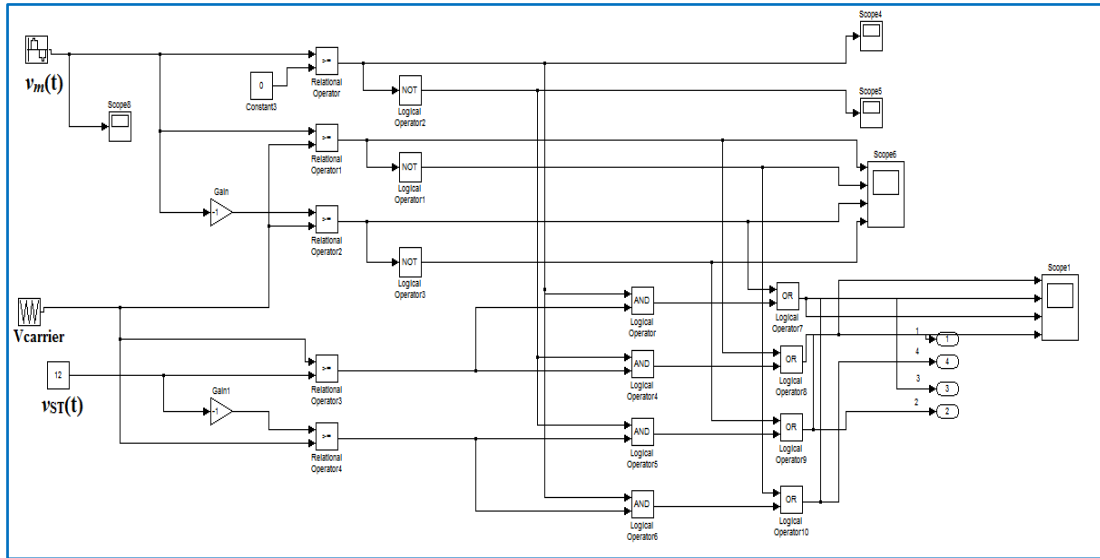 Scope4
v_m(t)
>=
Relational
Operator
0
Constant3
NOT
Logical
Operator2
Scope5
Scope8
>=
Relational
Operator1
NOT
Logical
Operator1
Scope6
Gain
-1
>=
Relational
Operator2
NOT
Logical
Operator3
Scope1
Vcarrier
AND
Logical
Operator
OR
Logical
Operator7
1
1
12
v_ST(t)
>=
Relational
Operator3
AND
Logical
Operator4
OR
Logical
Operator8
4
4
3
3
Gain1
-1
>=
Relational
Operator4
AND
Logical
Operator5
OR
Logical
Operator9
2
2
AND
Logical
Operator6
OR
Logical
Operator10